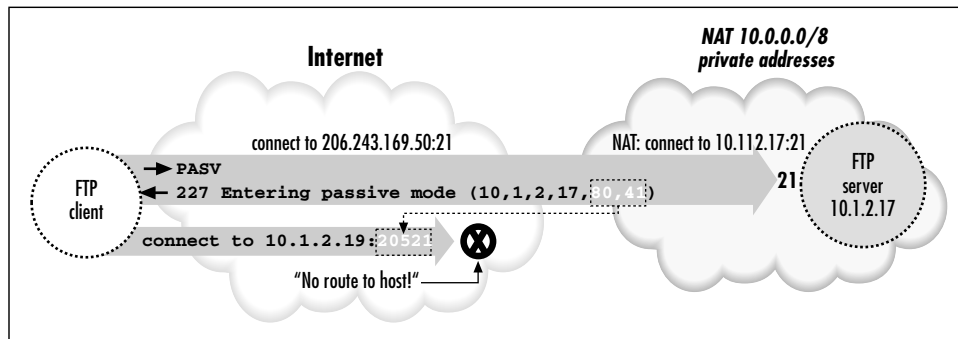 NAT 10.0.0.0/8
private addresses
Internet
connect to 206.243.169.50:21
NAT: connect to 10.112.17:21
PASV
227 Entering passive mode (10,1,2,17,80,41)
21
FTP
client
FTP
server
10.1.2.17
connect to 10.1.2.19:20521
X
“No route to host!“